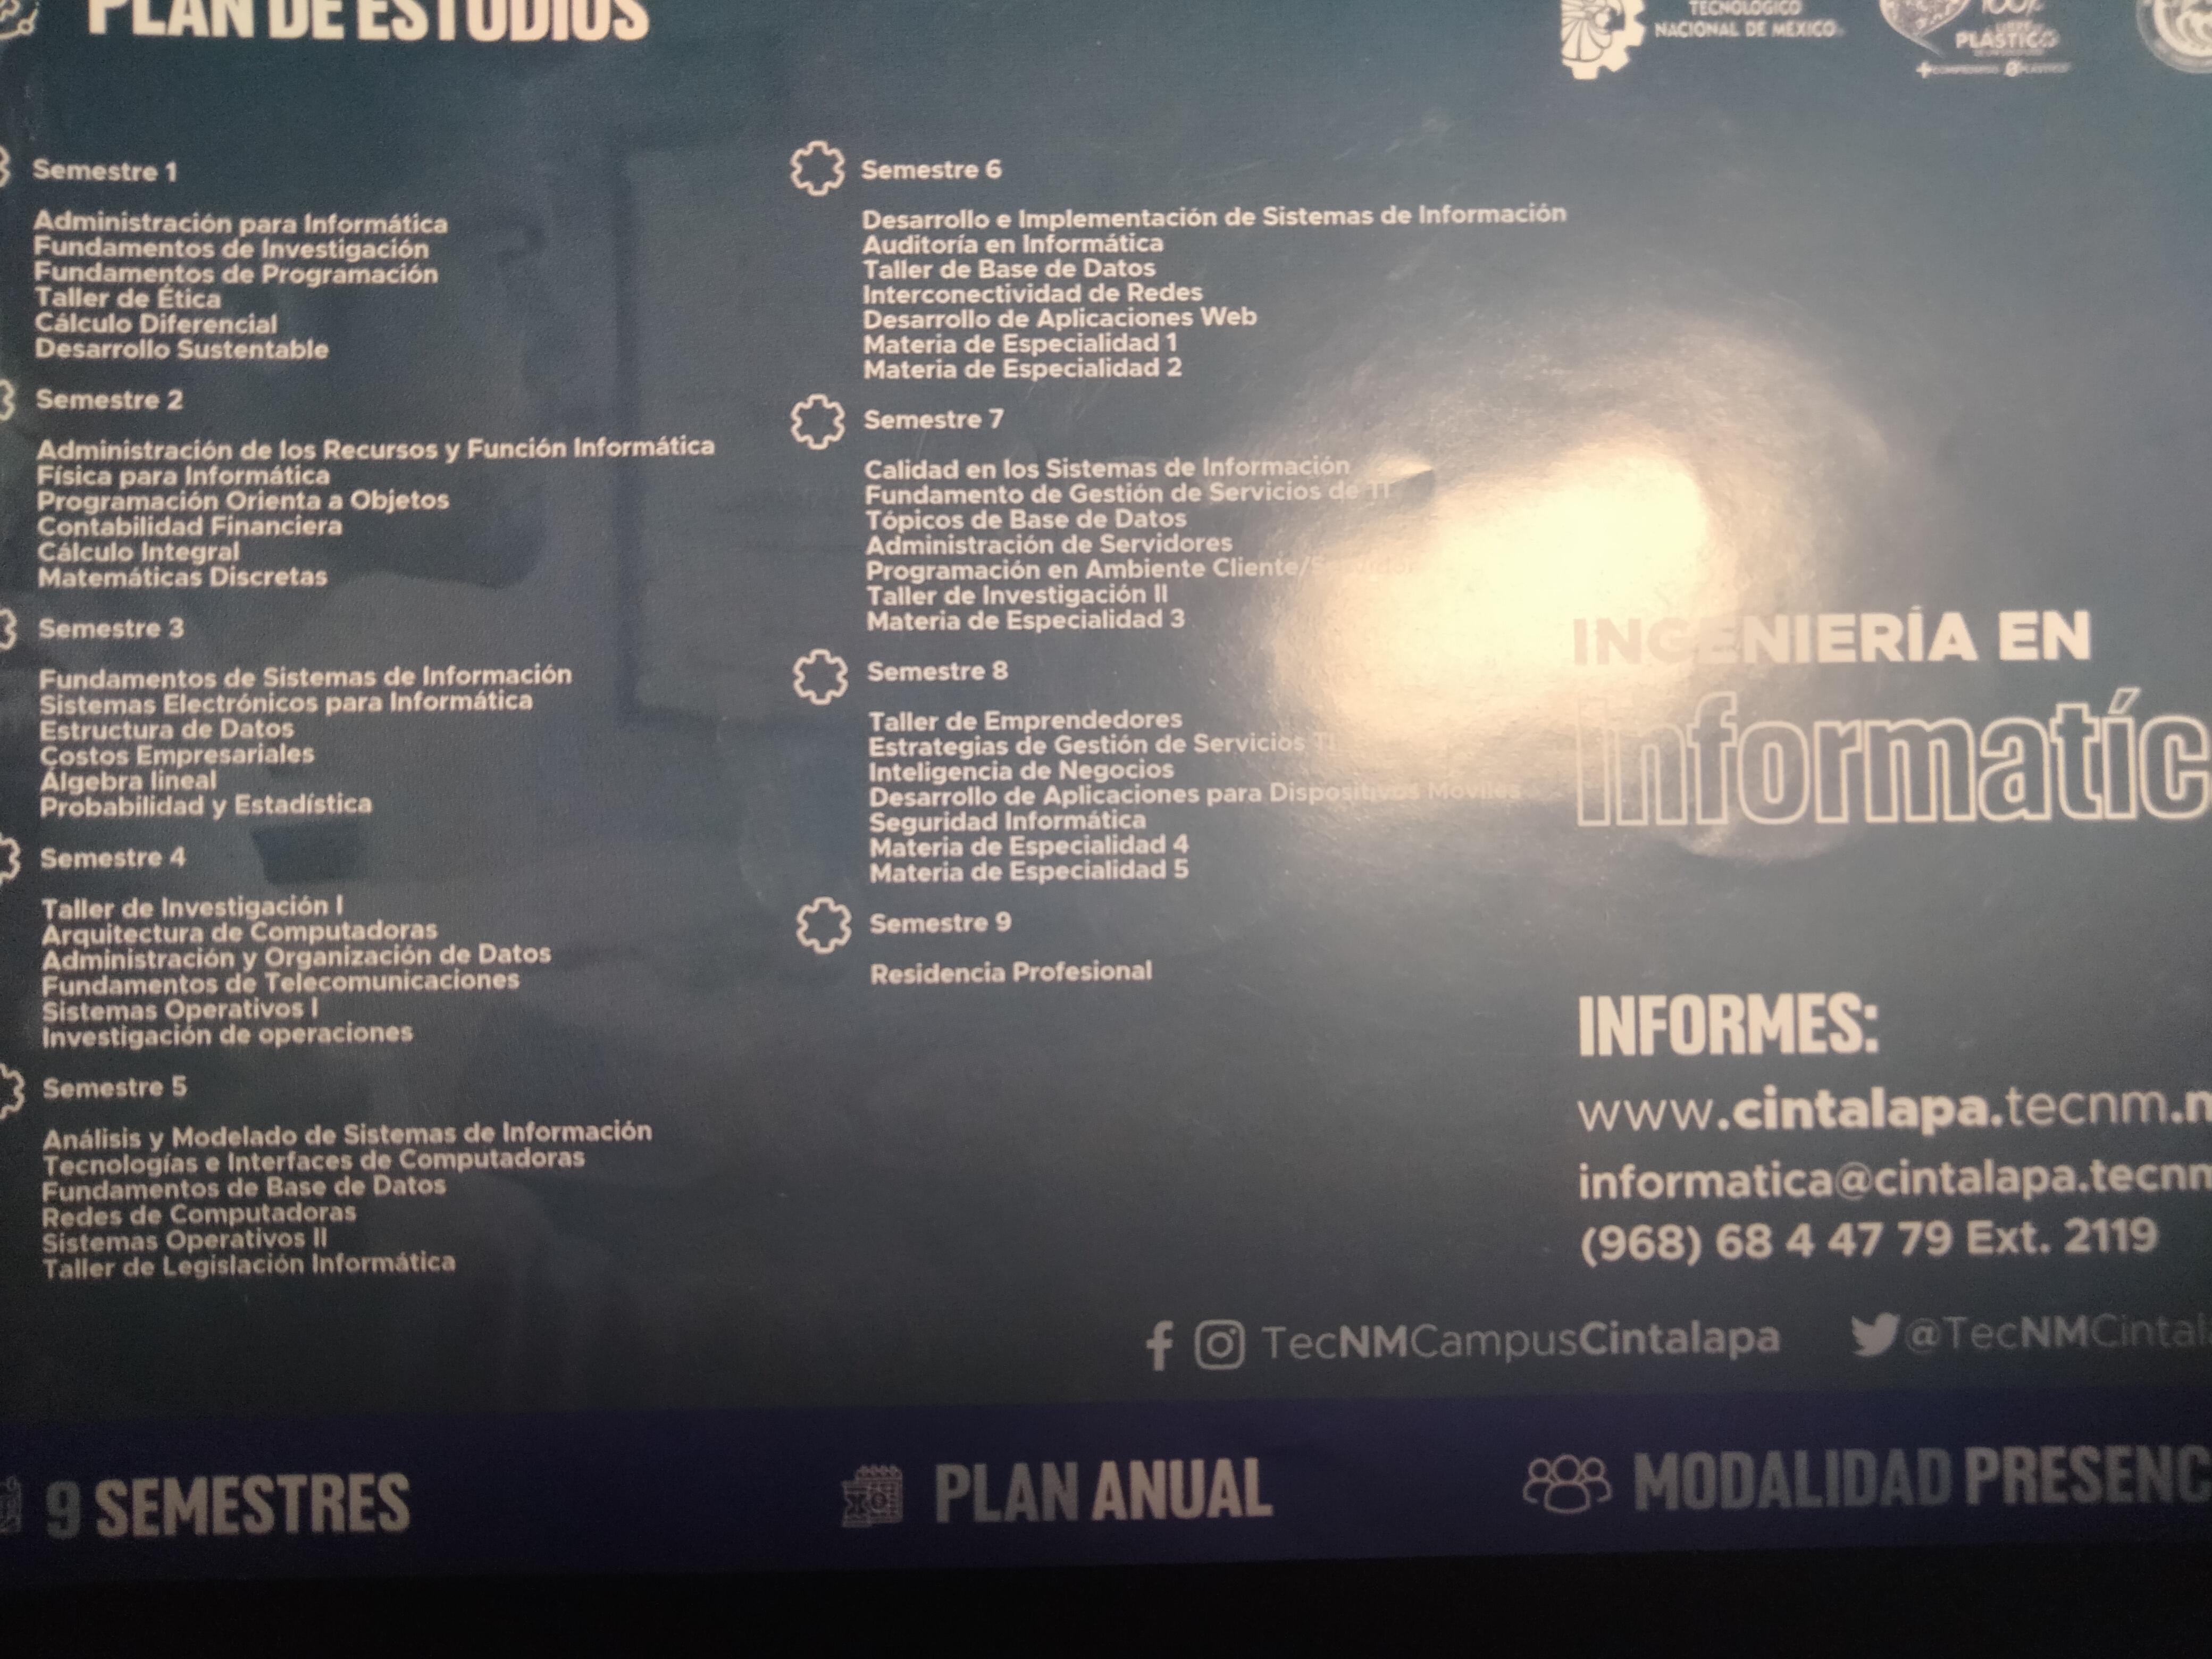 PLAN DE ESTUDIOS
Semestre 1
Administración para Informática
Fundamentos de Investigación
Fundamentos de Programación
Taller de Ética
Cálculo Diferencial
Desarrollo Sustentable
Semestre 2
Administración de los Recursos y Función Informática
Física para Informática
Programación Orienta a Objetos
Contabilidad Financiera
Cálculo Integral
Matemáticas Discretas
Semestre 3
Fundamentos de Sistemas de Información
Sistemas Electrónicos para Informática
Estructura de Datos
Costos Empresariales
Álgebra lineal
Probabilidad y Estadística
Semestre 4
Taller de Investigación I
Arquitectura de Computadoras
Administración y Organización de Datos
Fundamentos de Telecomunicaciones
Sistemas Operativos I
Investigación de operaciones
Semestre 5
Análisis y Modelado de Sistemas de Información
Tecnologías e Interfaces de Computadoras
Fundamentos de Base de Datos
Redes de Computadoras
Sistemas Operativos II
Taller de Legislación Informática
Semestre 6
Desarrollo e Implementación de Sistemas de Información
Auditoría en Informática
Taller de Base de Datos
Interconectividad de Redes
Desarrollo de Aplicaciones Web
Materia de Especialidad 1
Materia de Especialidad 2
Semestre 7
Calidad en los Sistemas de Información
Fundamento de Gestión de Servicios de TI
Tópicos de Base de Datos
Administración de Servidores
Programación en Ambiente Cliente/Servidor
Taller de Investigación II
Materia de Especialidad 3
Semestre 8
Taller de Emprendedores
Estrategias de Gestión de Servicios TI
Inteligencia de Negocios
Desarrollo de Aplicaciones para Dispositivos Móviles
Seguridad Informática
Materia de Especialidad 4
Materia de Especialidad 5
Semestre 9
Residencia Profesional
TECNOLÓGICO
NACIONAL DE MÉXICO
100%
PLÁSTICO
INGENIERÍA EN
Informátic
INFORMES:
www.cintalapa.tecnm.m
informatica@cintalapa.tecnm
(968) 68 4 47 79 Ext. 2119
TecNMCampusCintalapa
@TecNMCintal
9 SEMESTRES
PLAN ANUAL
MODALIDAD PRESENC